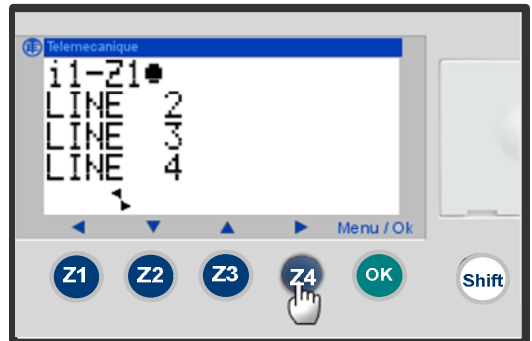 Telemecanique
i1-Z1●
LINE 2
LINE 3
LINE 4
◀ ▼ ▲ ▶ Menu / Ok
Z1 Z2 Z3 Z4 OK Shift